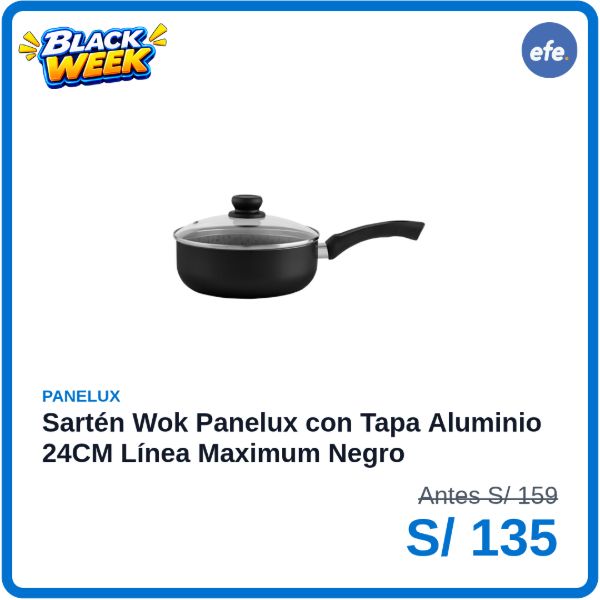 BLACK
WEEK
efe.
PANELUX
Sartén Wok Panelux con Tapa Aluminio
24CM Línea Maximum Negro
Antes S/ 159
S/ 135